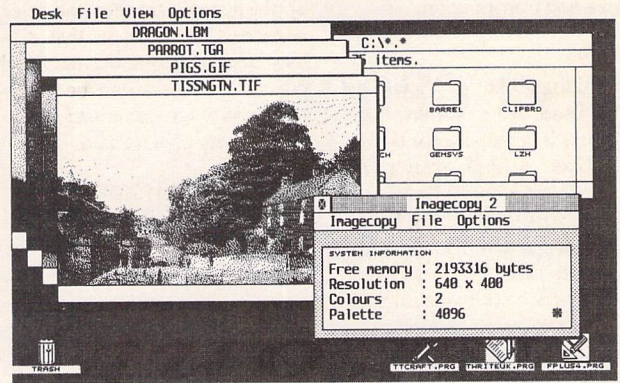 Desk File View Options
DRAGON.LBM
PARROT.TGA
PIGS.GIF
TISSNGTN.TIF
C:\*.*
items.
BARREL
CLIPBRD
CH
GEMSYS
LZH
Imagecopy 2
Imagecopy File Options
SYSTEM INFORMATION
Free memory : 2193316 bytes
Resolution : 640 x 400
Colours : 2
Palette : 4096
TRASH
TTCRAFT.PRG
TWRITEUK.PRG
FPLUS4.PRG